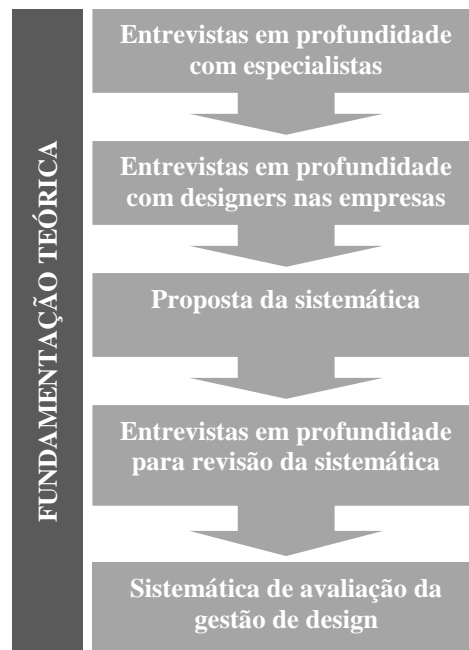 FUNDAMENTAÇÃO TEÓRICA
Entrevistas em profundidade
com especialistas
Entrevistas em profundidade
com designers nas empresas
Proposta da sistemática
Entrevistas em profundidade
para revisão da sistemática
Sistemática de avaliação da
gestão de design